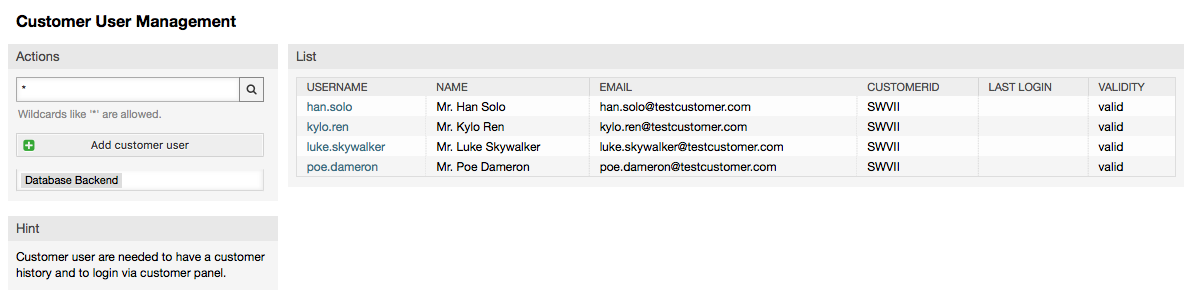 Customer User Management
Actions
*
Wildcards like '*' are allowed.
Add customer user
Database Backend
Hint
Customer user are needed to have a customer
history and to login via customer panel.
List
USERNAME NAME EMAIL CUSTOMERID LAST LOGIN VALIDITY
han.solo Mr. Han Solo han.solo@testcustomer.com SWVII valid
kylo.ren Mr. Kylo Ren kylo.ren@testcustomer.com SWVII valid
luke.skywalker Mr. Luke Skywalker luke.skywalker@testcustomer.com SWVII valid
poe.dameron Mr. Poe Dameron poe.dameron@testcustomer.com SWVII valid